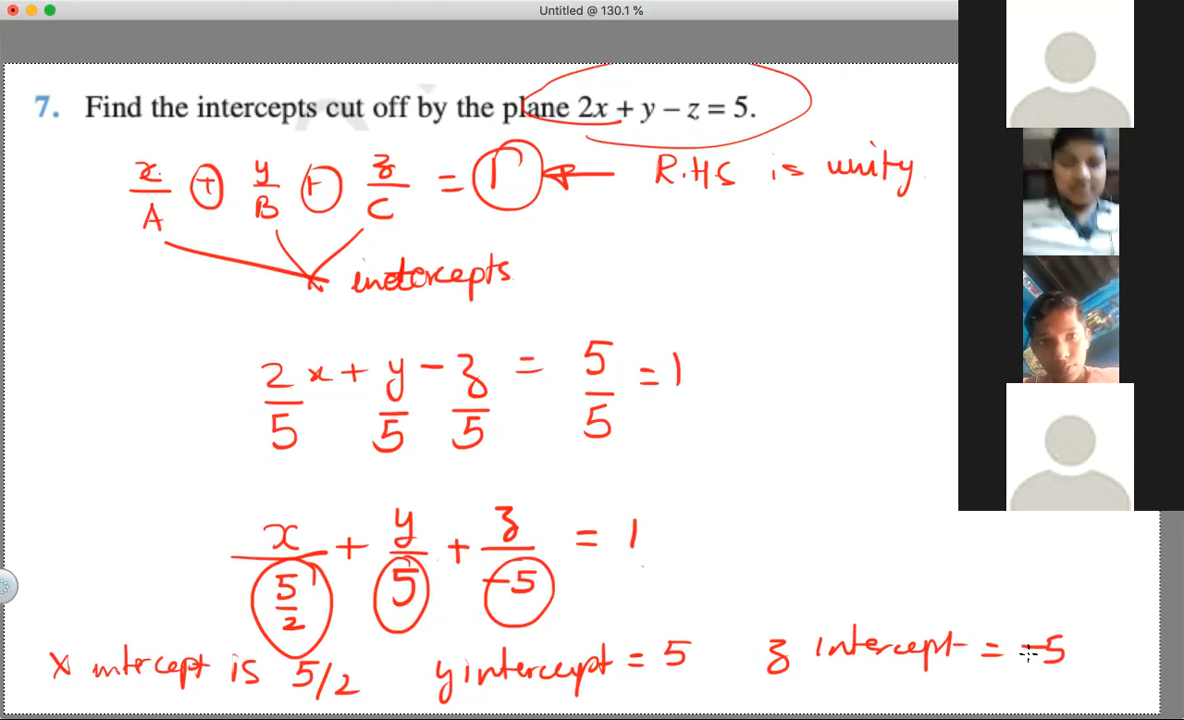 Untitled @ 130.1 %
7. Find the intercepts cut off by the plane 2x + y – z = 5.
x/A + y/B + z/C = 1 ← R.H.S is unity
intercepts
2/5 x + y/5 - z/5 = 5/5 = 1
x/(5/2) + y/5 + z/-5 = 1
x intercept is 5/2 y intercept = 5 z intercept = -5